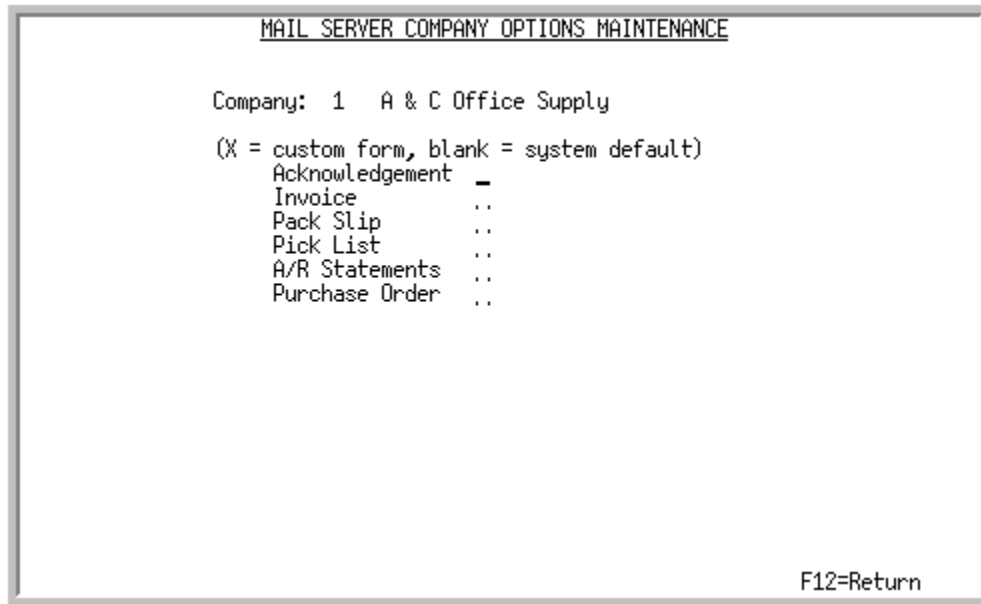 MAIL SERVER COMPANY OPTIONS MAINTENANCE
Company: 1 A & C Office Supply
(X = custom form, blank = system default)
Acknowledgement _
Invoice ..
Pack Slip ..
Pick List ..
A/R Statements ..
Purchase Order ..
F12=Return